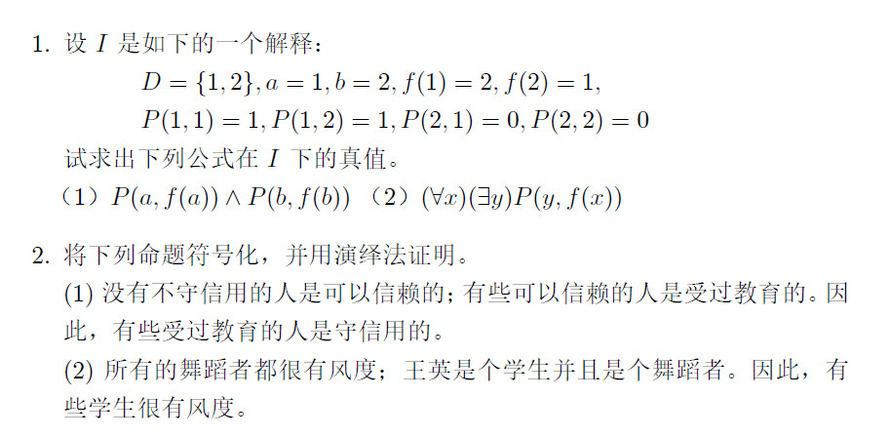 1. 设 I 是如下的一个解释：
D = {1, 2}, a = 1, b = 2, f(1) = 2, f(2) = 1,
P(1, 1) = 1, P(1, 2) = 1, P(2, 1) = 0, P(2, 2) = 0
试求出下列公式在 I 下的真值。
（1）P(a, f(a)) ∧ P(b, f(b)) （2）(∀x)(∃y)P(y, f(x))
2. 将下列命题符号化，并用演绎法证明。
(1) 没有不守信用的人是可以信赖的；有些可以信赖的人是受过教育的。因
此，有些受过教育的人是守信用的。
(2) 所有的舞蹈者都很有风度；王英是个学生并且是个舞蹈者。因此，有
些学生很有风度。